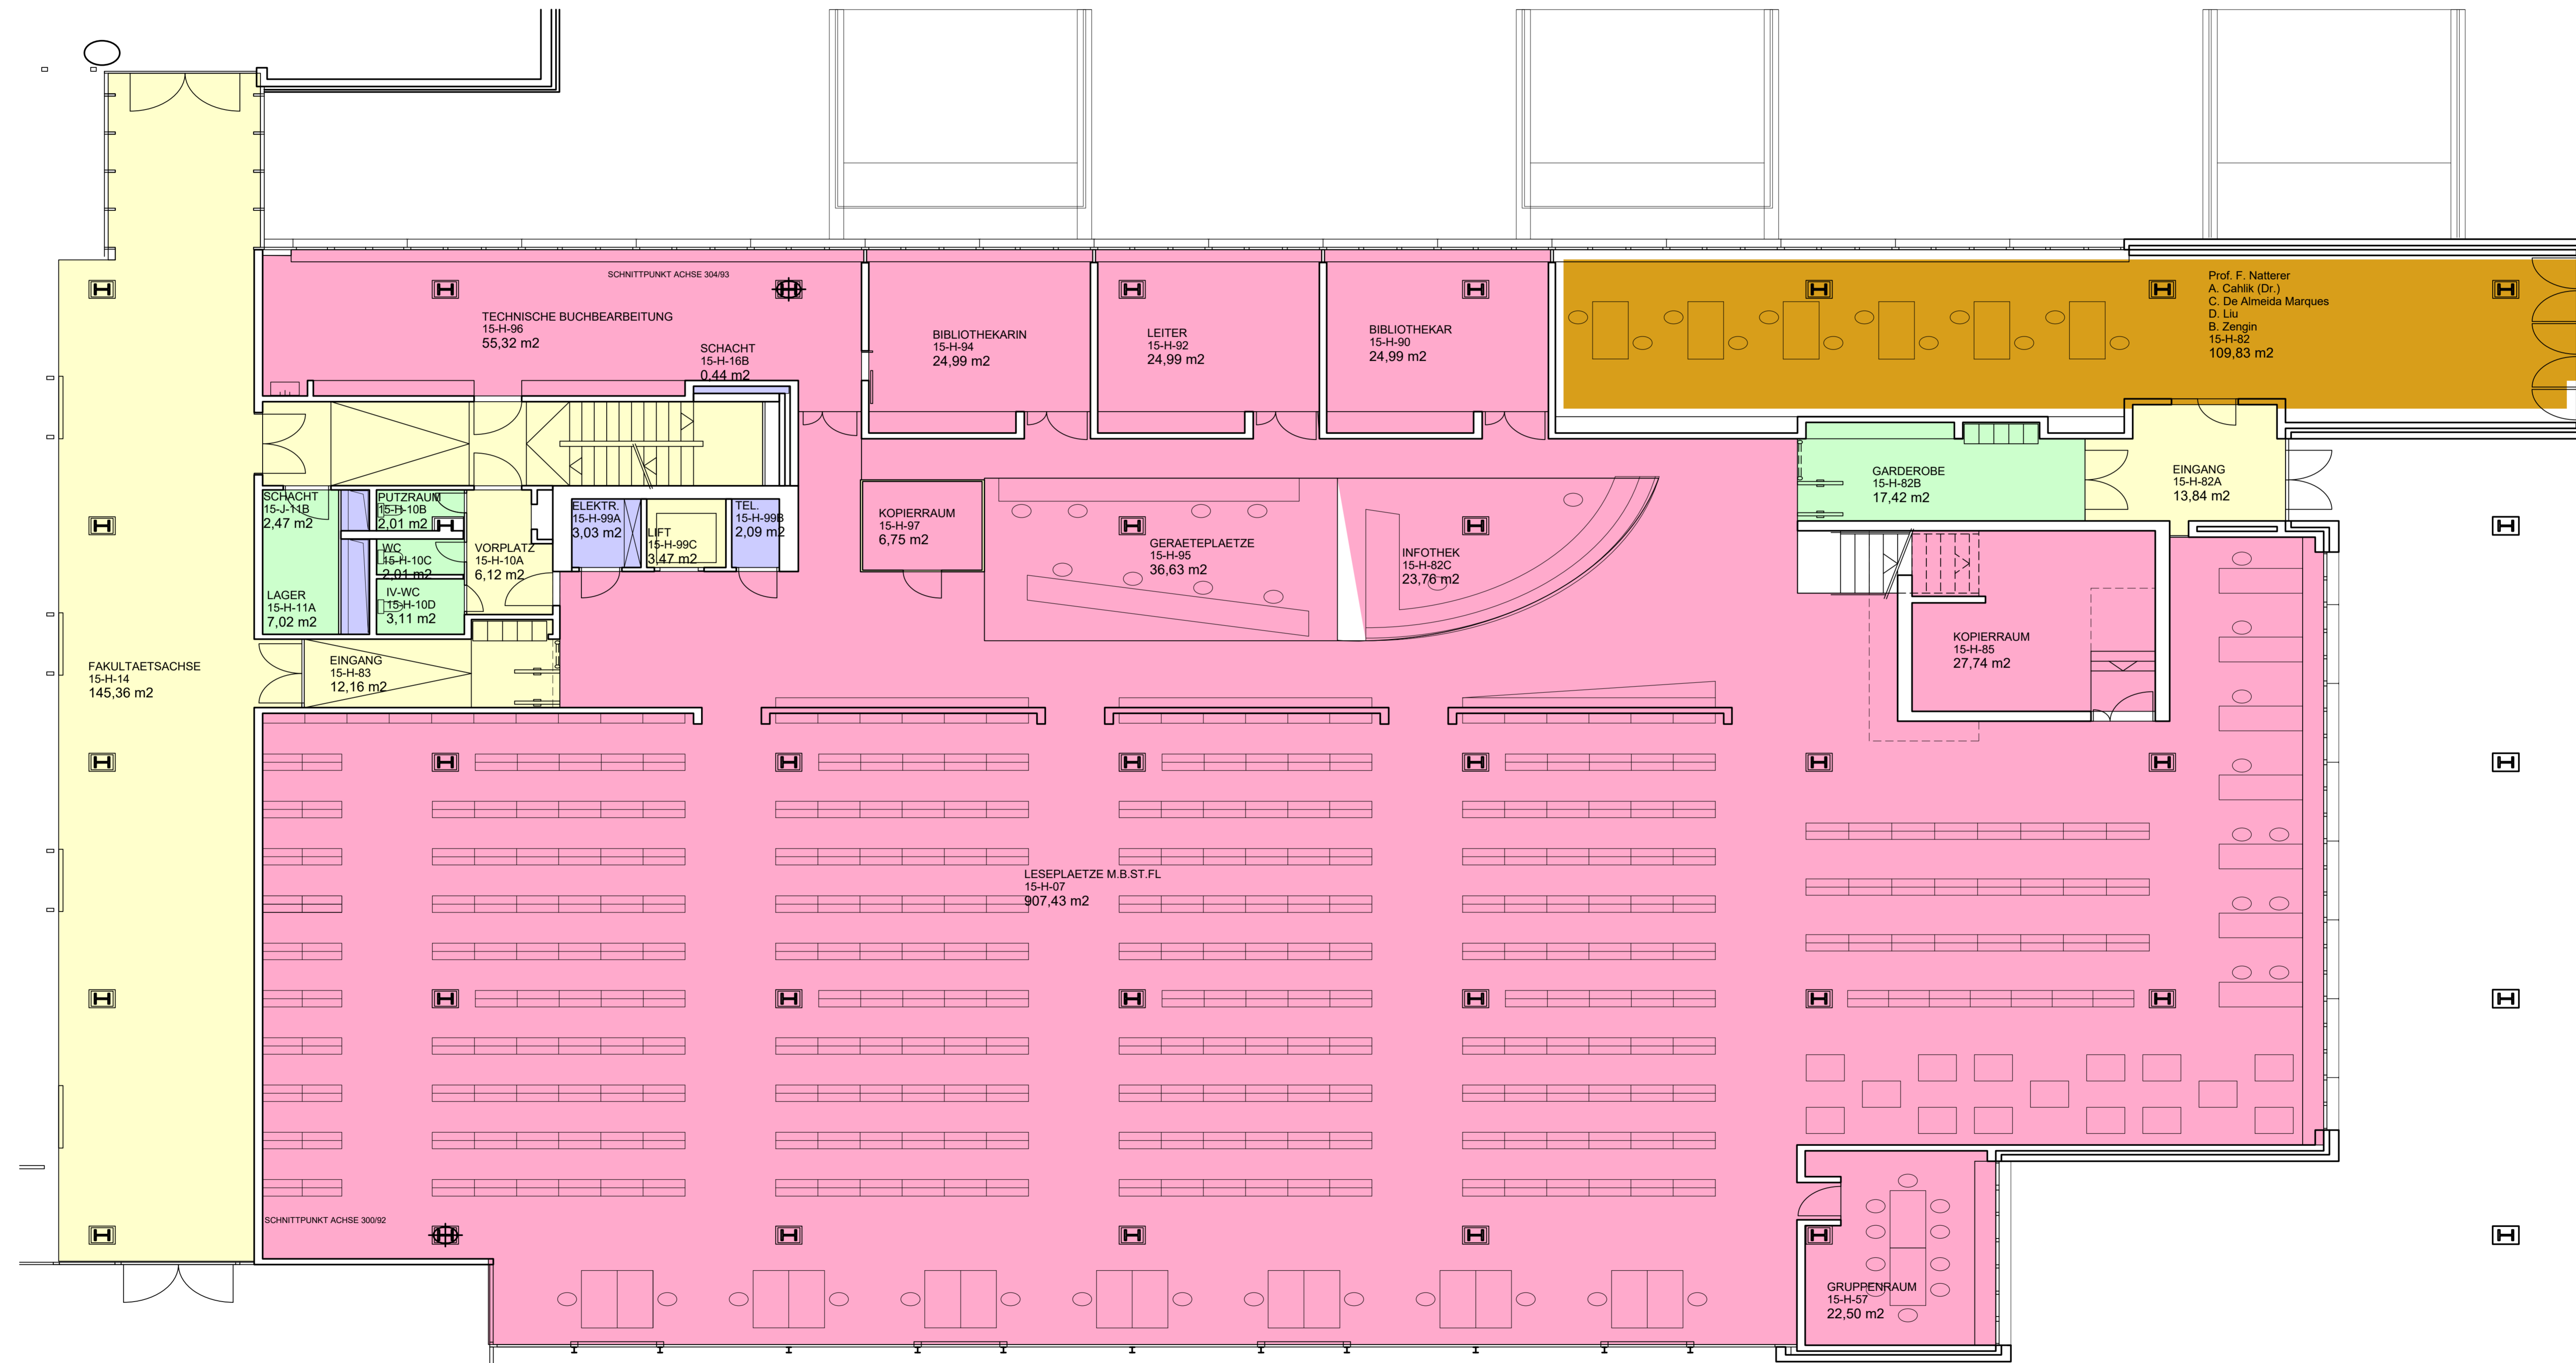 SCHNITTPUNKT ACHSE 304/93
TECHNISCHE BUCHBEARBEITUNG
15-H-96
55,32 m2
SCHACHT
15-H-16B
0,44 m2
BIBLIOTHEKARIN
15-H-94
24,99 m2
LEITER
15-H-92
24,99 m2
BIBLIOTHEKAR
15-H-90
24,99 m2
Prof. F. Natterer
A. Cahlik (Dr.)
C. De Almeida Marques
D. Liu
B. Zengin
15-H-82
109,83 m2
SCHACHT
15-J-11B
2,47 m2
PUTZRAUM
15-H-10B
2,01 m2
WC
15-H-10C
2,01 m2
VORPLATZ
15-H-10A
6,12 m2
LAGER
15-H-11A
7,02 m2
IV-WC
15-H-10D
3,11 m2
ELEKTR.
15-H-99A
3,03 m2
LIFT
15-H-99C
3,47 m2
TEL.
15-H-99B
2,09 m2
KOPIERRAUM
15-H-97
6,75 m2
GERAETEPLAETZE
15-H-95
36,63 m2
INFOTHEK
15-H-82C
23,76 m2
GARDEROBE
15-H-82B
17,42 m2
EINGANG
15-H-82A
13,84 m2
KOPIERRAUM
15-H-85
27,74 m2
FAKULTAETSACHSE
15-H-14
145,36 m2
EINGANG
15-H-83
12,16 m2
LESEPLAETZE M.B.ST.FL
15-H-07
907,43 m2
SCHNITTPUNKT ACHSE 300/92
GRUPPENRAUM
15-H-57
22,50 m2